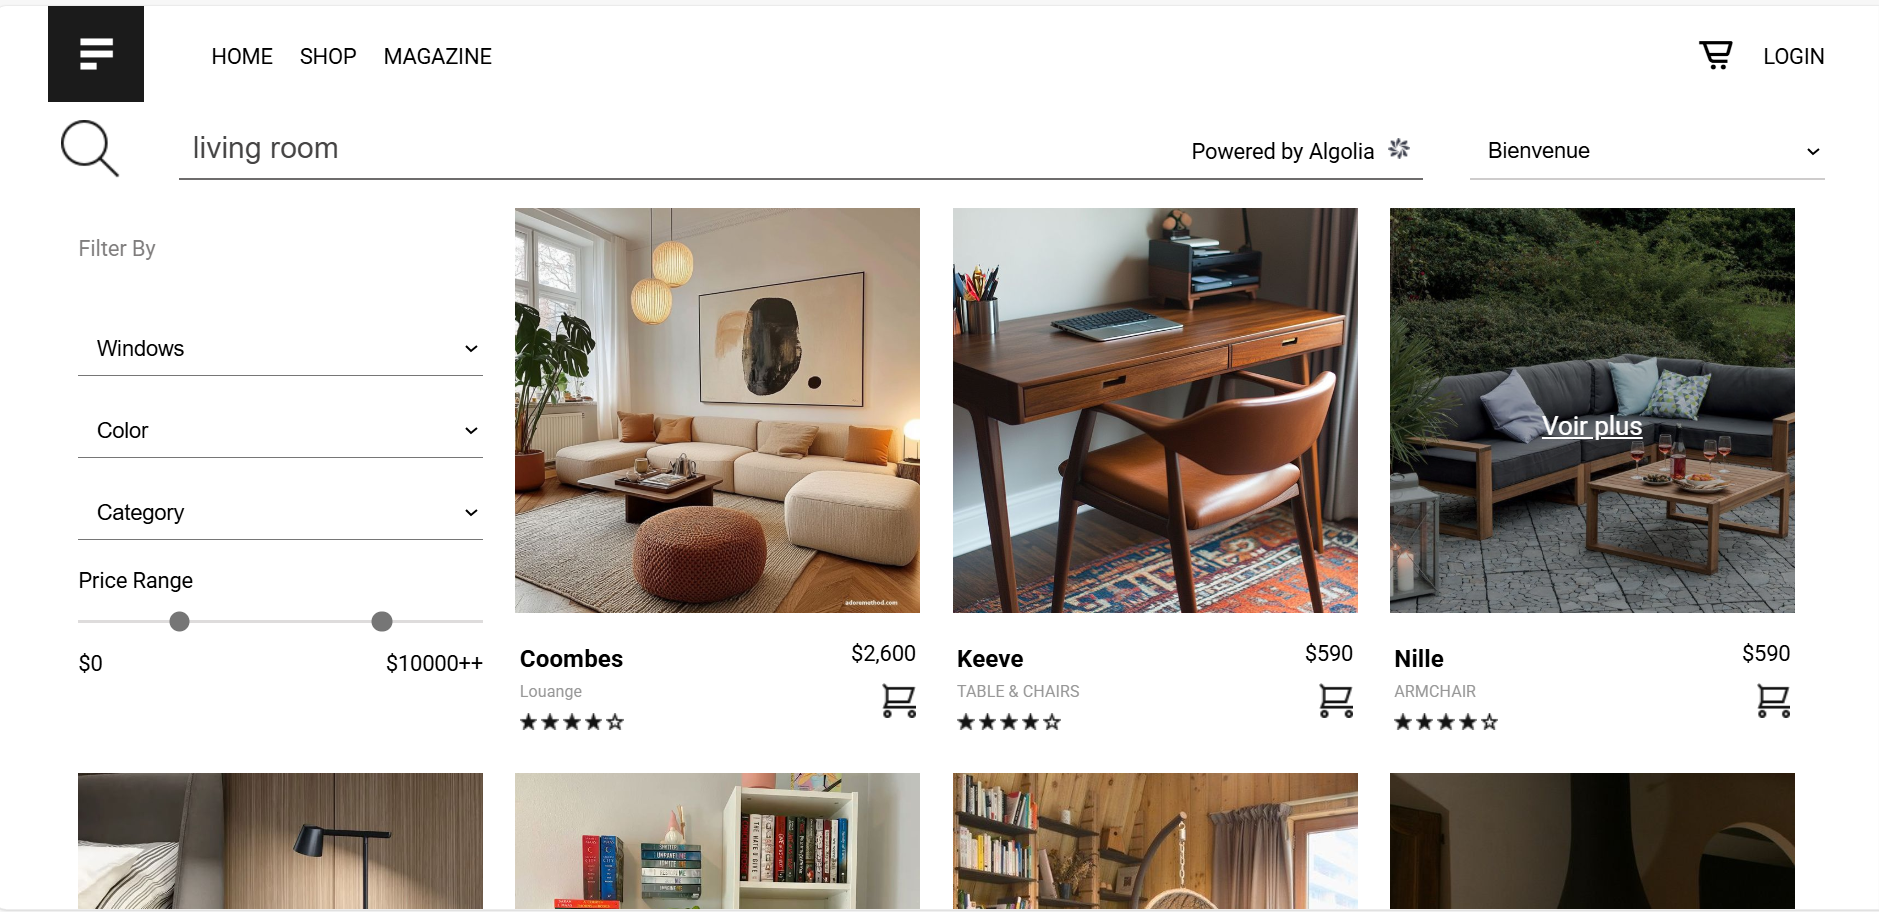 HOME SHOP MAGAZINE
LOGIN
living room
Powered by Algolia
Bienvenue
Filter By
Windows
Color
Category
Price Range
$0
$10000++
adoremethod.com
Voir plus
Coombes
$2,600
Louange
Keeve
$590
TABLE & CHAIRS
Nille
$590
ARMCHAIR